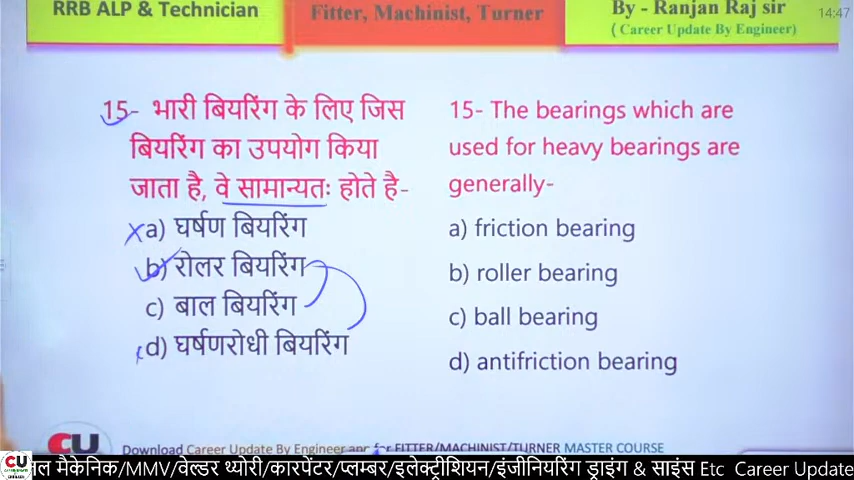 RRB ALP & Technician
Fitter, Machinist, Turner
By - Ranjan Raj sir
( Career Update By Engineer)
14:47
15- भारी बियरिंग के लिए जिस
बियरिंग का उपयोग किया
जाता है, वे सामान्यतः होते है-
a) घर्षण बियरिंग
b) रोलर बियरिंग
c) बाल बियरिंग
d) घर्षणरोधी बियरिंग
15- The bearings which are
used for heavy bearings are
generally-
a) friction bearing
b) roller bearing
c) ball bearing
d) antifriction bearing
CU
Download Career Update By Engineer app for FITTER/MACHINIST/TURNER MASTER COURSE
CU
मैकेनिक/MMV/वेल्डर थ्योरी/कारपेंटर/प्लम्बर/इलेक्ट्रीशियन/इंजीनियरिंग ड्राइंग & साइंस Etc Career Update